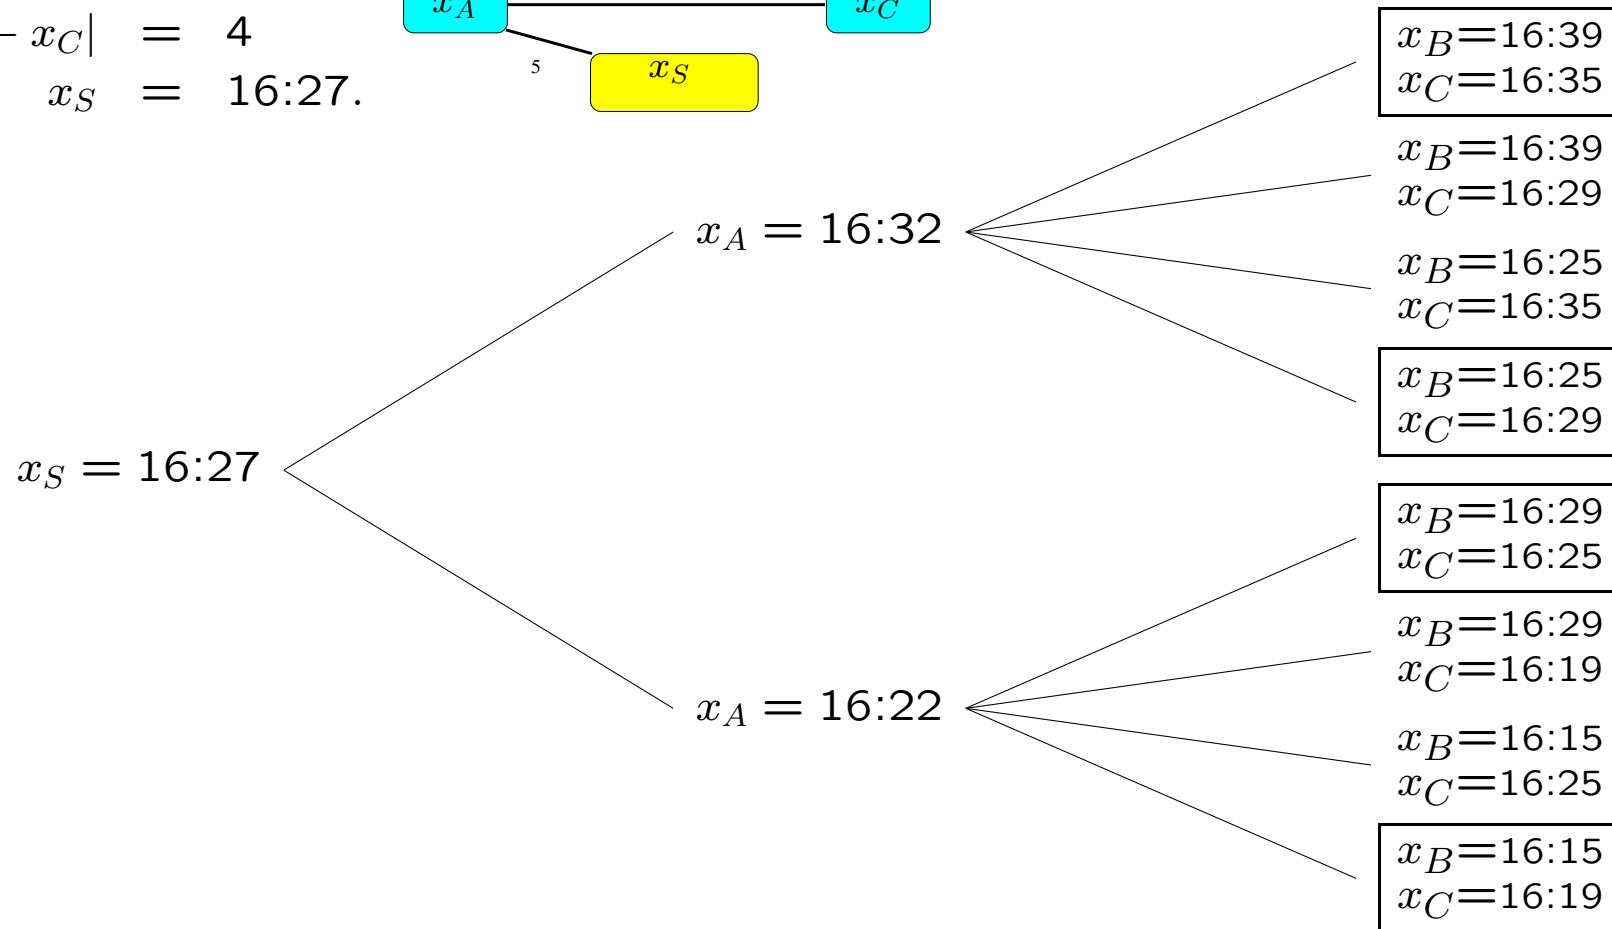 – x_C| = 4
x_S = 16:27.
x_A
x_C
5
x_S
x_S = 16:27
x_A = 16:32
x_A = 16:22
x_B=16:39
x_C=16:35
x_B=16:39
x_C=16:29
x_B=16:25
x_C=16:35
x_B=16:25
x_C=16:29
x_B=16:29
x_C=16:25
x_B=16:29
x_C=16:19
x_B=16:15
x_C=16:25
x_B=16:15
x_C=16:19